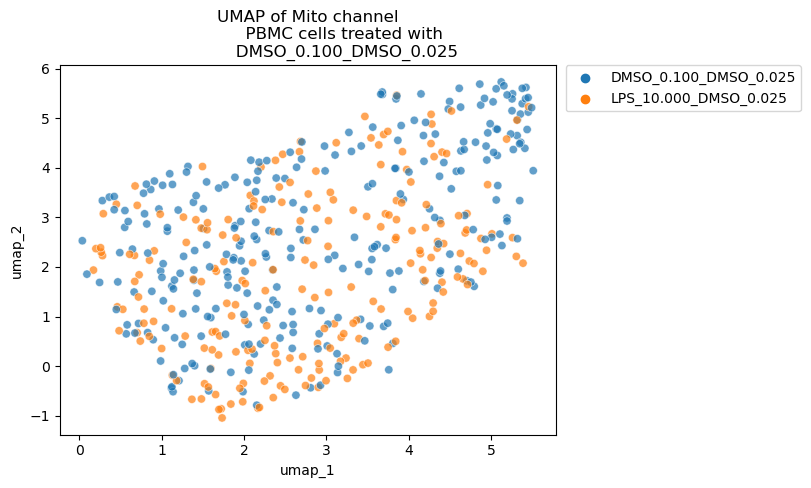 UMAP of Mito channel
PBMC cells treated with
DMSO_0.100_DMSO_0.025
DMSO_0.100_DMSO_0.025
LPS_10.000_DMSO_0.025
umap_2
6
5
4
3
2
1
0
−1
0 1 2 3 4 5
umap_1